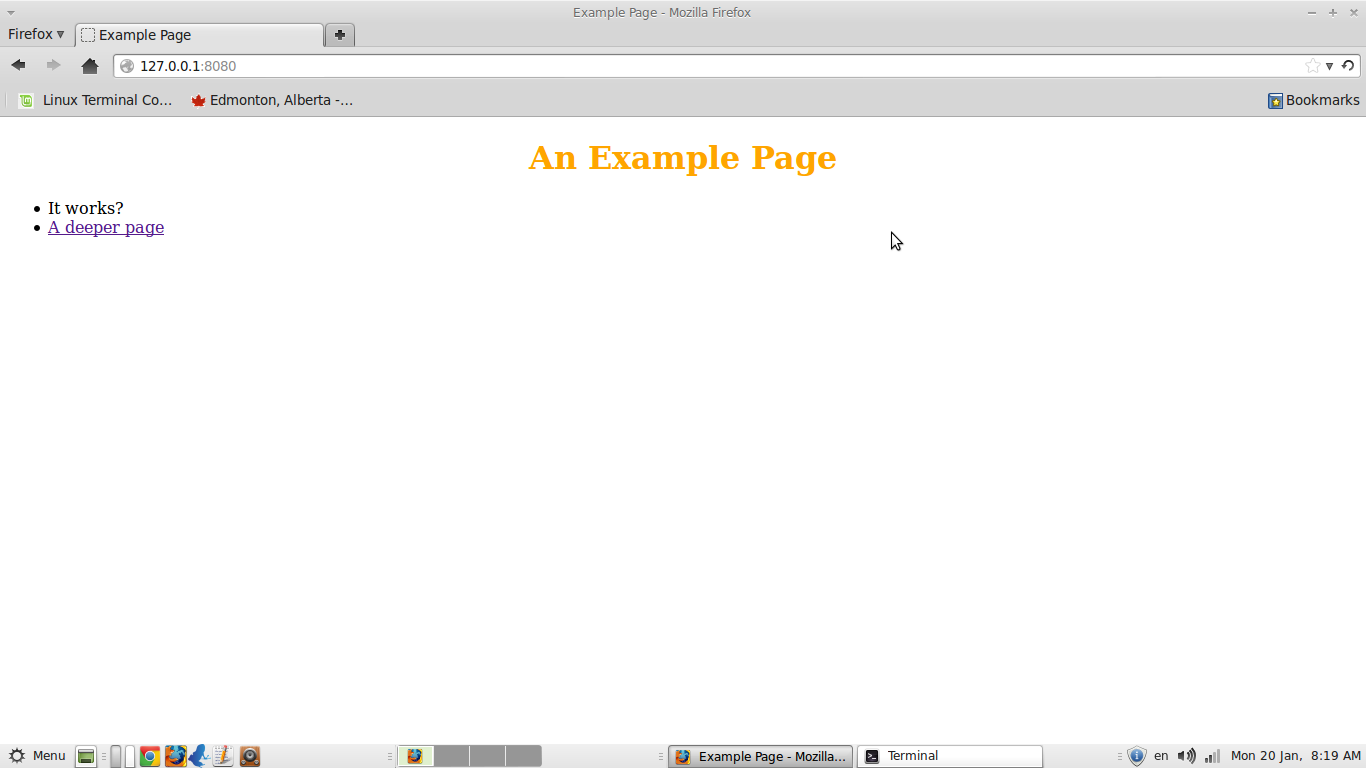 Example Page - Mozilla Firefox
Firefox
Example Page
127.0.0.1:8080
Linux Terminal Co... Edmonton, Alberta -... Bookmarks
An Example Page
• It works?
• A deeper page
Menu Example Page - Mozilla... Terminal en Mon 20 Jan, 8:19 AM